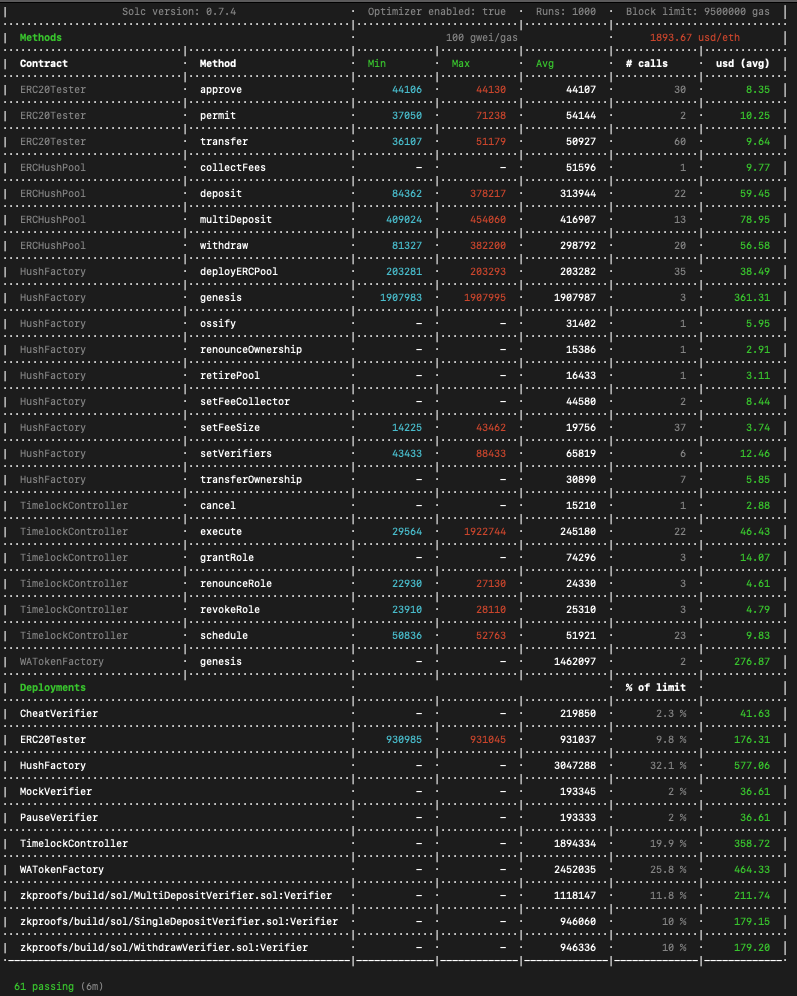 Solc version: 0.7.4 · Optimizer enabled: true · Runs: 1000 · Block limit: 9500000 gas
Methods · 100 gwei/gas · 1893.67 usd/eth
Contract · Method · Min · Max · Avg · # calls · usd (avg)
ERC20Tester · approve · 44106 · 44130 · 44107 · 30 · 8.35
ERC20Tester · permit · 37050 · 71238 · 54144 · 2 · 10.25
ERC20Tester · transfer · 36107 · 51179 · 50927 · 60 · 9.64
ERCHushPool · collectFees · – · – · 51596 · 1 · 9.77
ERCHushPool · deposit · 84362 · 378217 · 313944 · 22 · 59.45
ERCHushPool · multiDeposit · 409024 · 454060 · 416907 · 13 · 78.95
ERCHushPool · withdraw · 81327 · 382200 · 298792 · 20 · 56.58
HushFactory · deployERCPool · 203281 · 203293 · 203282 · 35 · 38.49
HushFactory · genesis · 1907983 · 1907995 · 1907987 · 3 · 361.31
HushFactory · ossify · – · – · 31402 · 1 · 5.95
HushFactory · renounceOwnership · – · – · 15386 · 1 · 2.91
HushFactory · retirePool · – · – · 16433 · 1 · 3.11
HushFactory · setFeeCollector · – · – · 44580 · 2 · 8.44
HushFactory · setFeeSize · 14225 · 43462 · 19756 · 37 · 3.74
HushFactory · setVerifiers · 43433 · 88433 · 65819 · 6 · 12.46
HushFactory · transferOwnership · – · – · 30890 · 7 · 5.85
TimelockController · cancel · – · – · 15210 · 1 · 2.88
TimelockController · execute · 29564 · 1922744 · 245180 · 22 · 46.43
TimelockController · grantRole · – · – · 74296 · 3 · 14.07
TimelockController · renounceRole · 22930 · 27130 · 24330 · 3 · 4.61
TimelockController · revokeRole · 23910 · 28110 · 25310 · 3 · 4.79
TimelockController · schedule · 50836 · 52763 · 51921 · 23 · 9.83
WATokenFactory · genesis · – · – · 1462097 · 2 · 276.87
Deployments · % of limit ·
CheatVerifier · – · – · 219850 · 2.3 % · 41.63
ERC20Tester · 930985 · 931045 · 931037 · 9.8 % · 176.31
HushFactory · – · – · 3047288 · 32.1 % · 577.06
MockVerifier · – · – · 193345 · 2 % · 36.61
PauseVerifier · – · – · 193333 · 2 % · 36.61
TimelockController · – · – · 1894334 · 19.9 % · 358.72
WATokenFactory · – · – · 2452035 · 25.8 % · 464.33
zkproofs/build/sol/MultiDepositVerifier.sol:Verifier · – · – · 1118147 · 11.8 % · 211.74
zkproofs/build/sol/SingleDepositVerifier.sol:Verifier · – · – · 946060 · 10 % · 179.15
zkproofs/build/sol/WithdrawVerifier.sol:Verifier · – · – · 946336 · 10 % · 179.20
61 passing (6m)